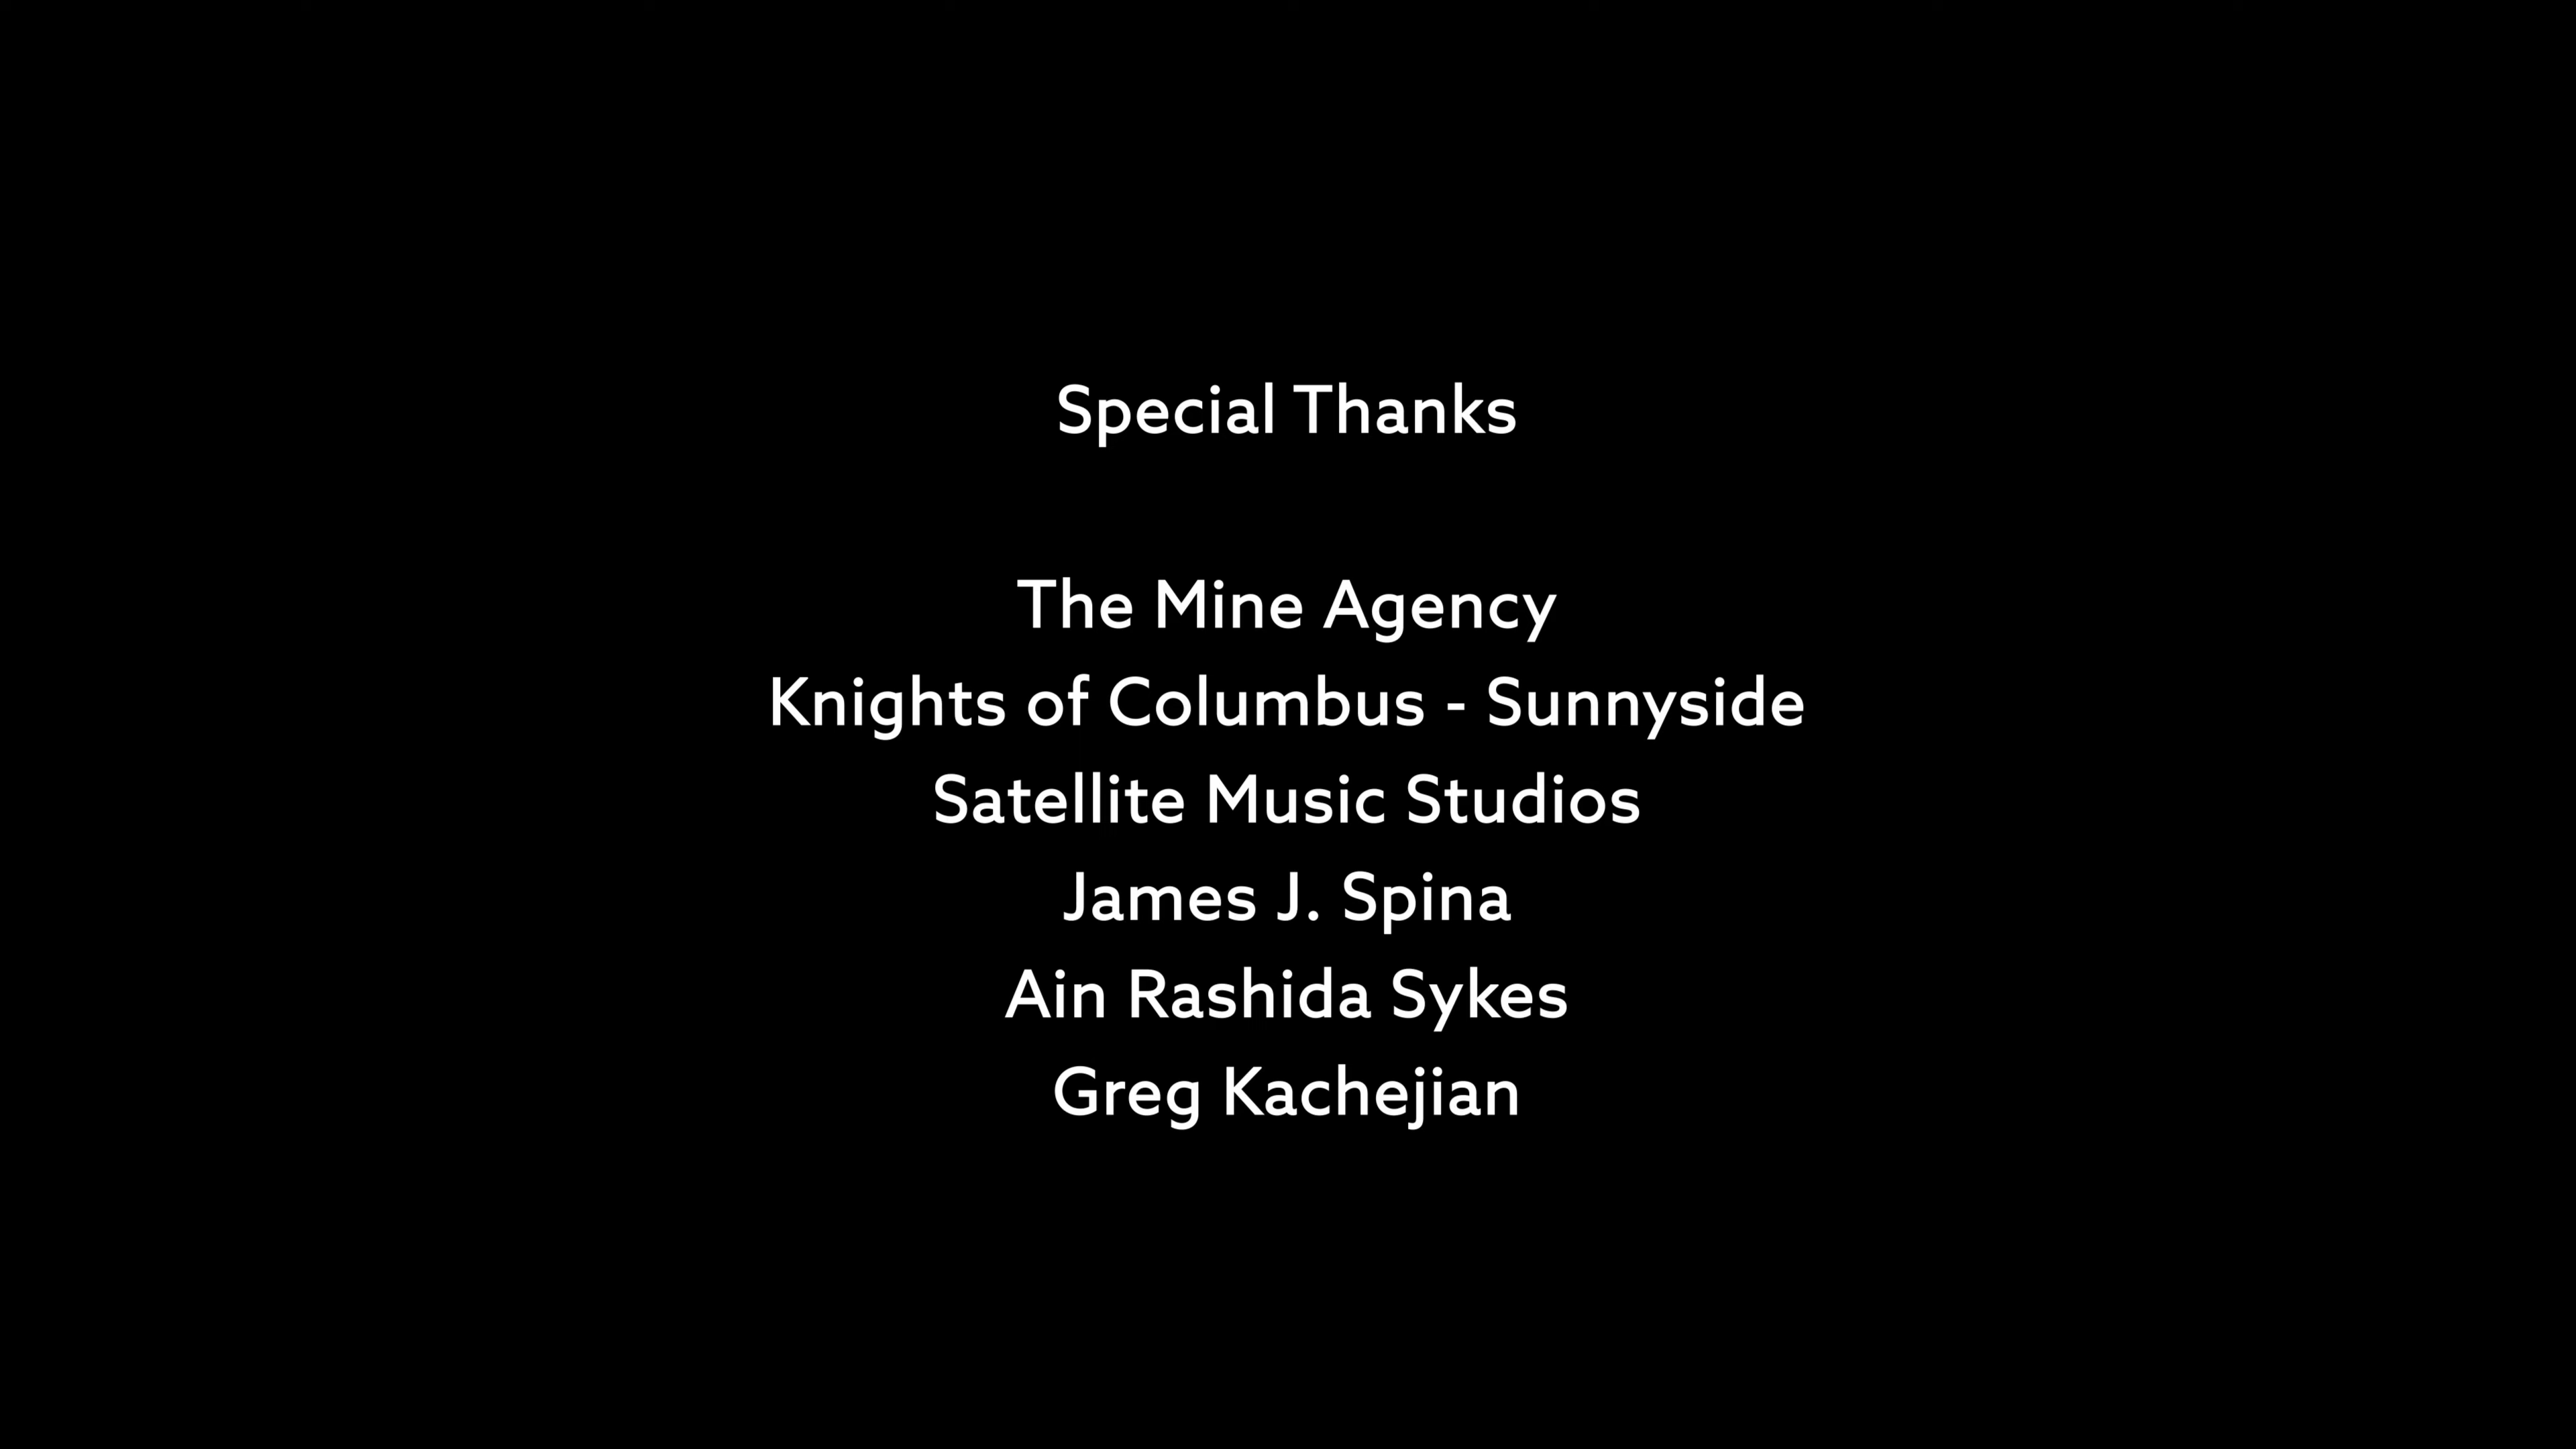 Special Thanks
The Mine Agency
Knights of Columbus - Sunnyside
Satellite Music Studios
James J. Spina
Ain Rashida Sykes
Greg Kachejian